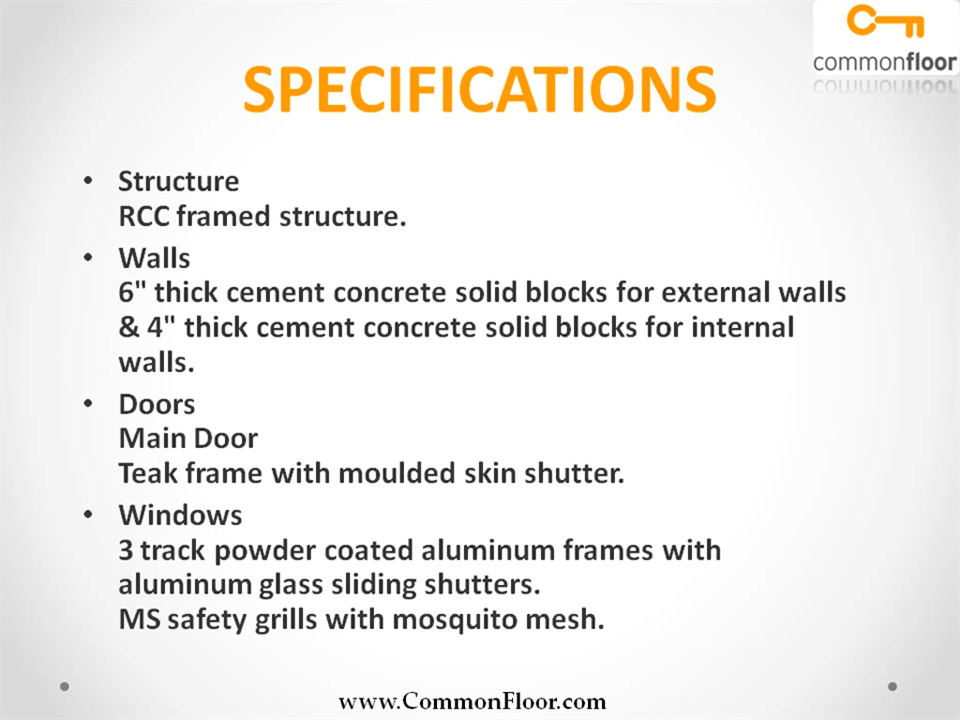 commonfloor
SPECIFICATIONS
• Structure
RCC framed structure.
• Walls
6" thick cement concrete solid blocks for external walls
& 4" thick cement concrete solid blocks for internal
walls.
• Doors
Main Door
Teak frame with moulded skin shutter.
• Windows
3 track powder coated aluminum frames with
aluminum glass sliding shutters.
MS safety grills with mosquito mesh.
www.CommonFloor.com